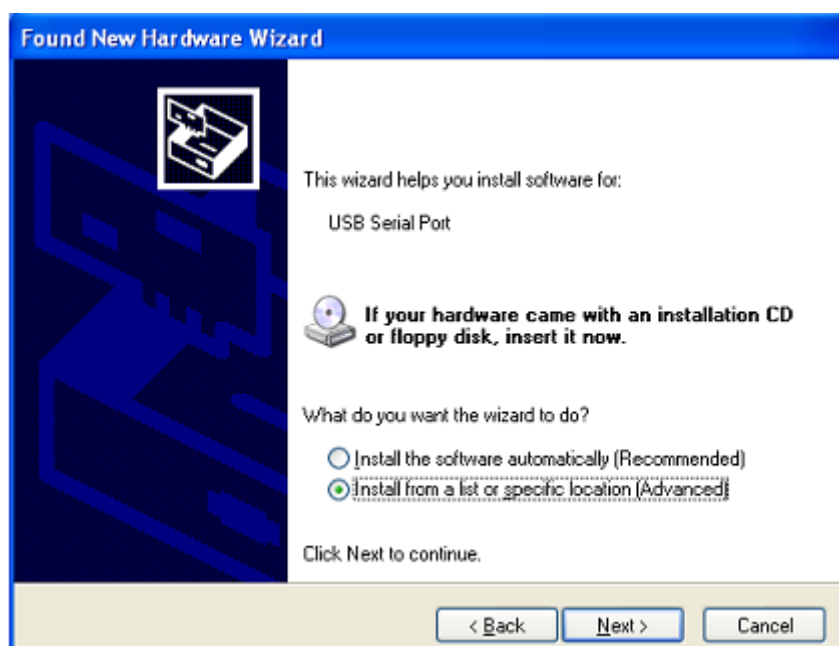 Found New Hardware Wizard
This wizard helps you install software for:
USB Serial Port
If your hardware came with an installation CD
or floppy disk, insert it now.
What do you want the wizard to do?
Install the software automatically (Recommended)
Install from a list or specific location (Advanced)
Click Next to continue.
< Back Next > Cancel